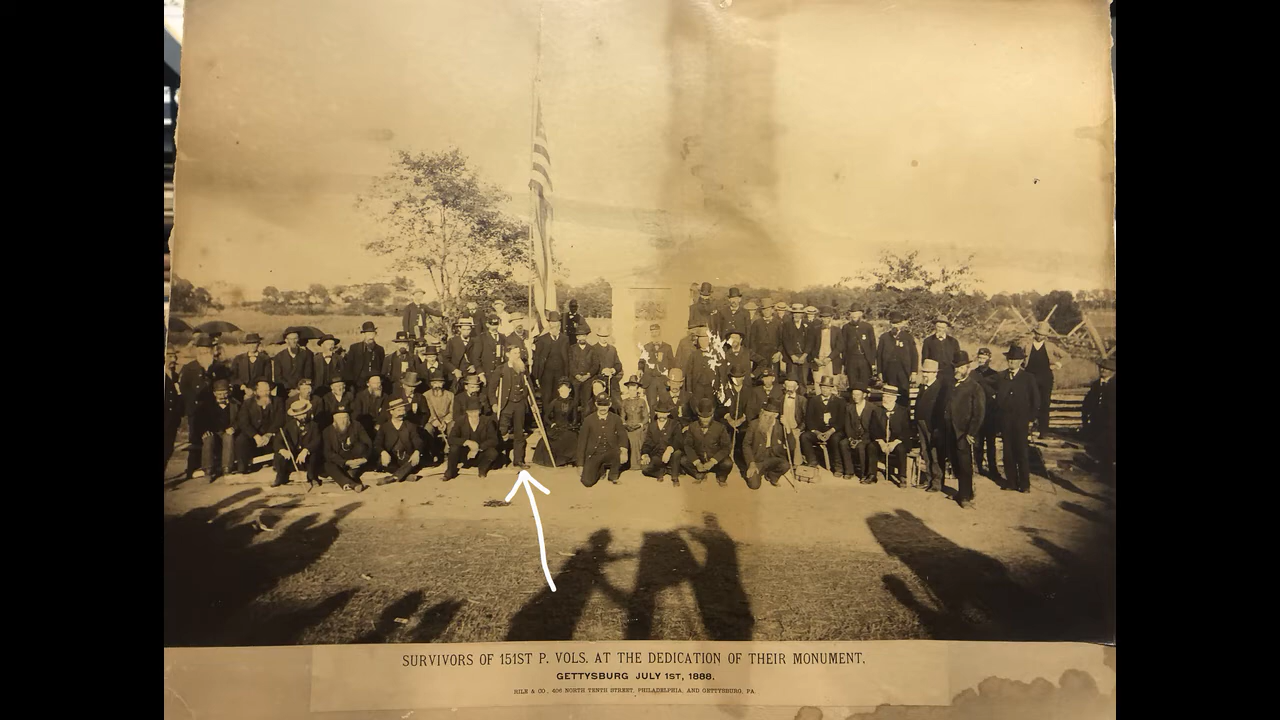 SURVIVORS OF 151ST P. VOLS. AT THE DEDICATION OF THEIR MONUMENT,
GETTYSBURG JULY 1ST, 1888.
RILE & CO., 406 NORTH TENTH STREET, PHILADELPHIA, AND GETTYSBURG, PA.